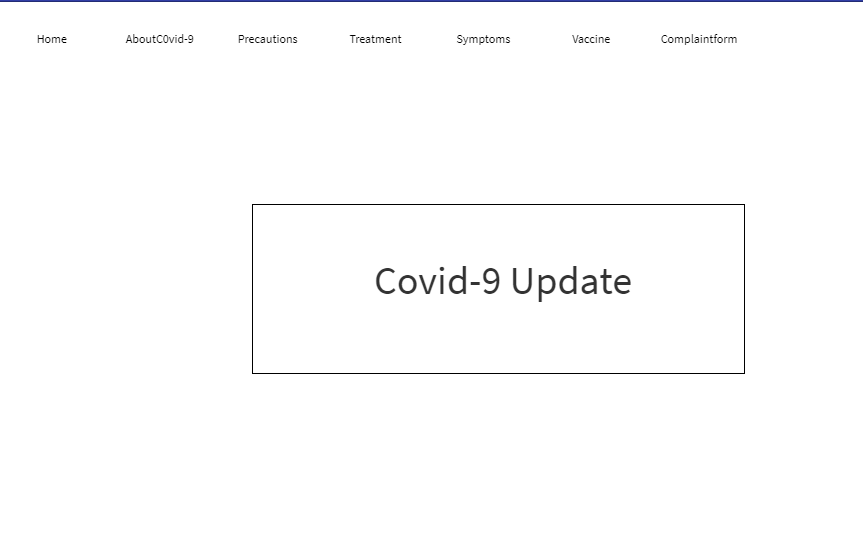 Home AboutC0vid-9 Precautions Treatment Symptoms Vaccine Complaintform
Covid-9 Update